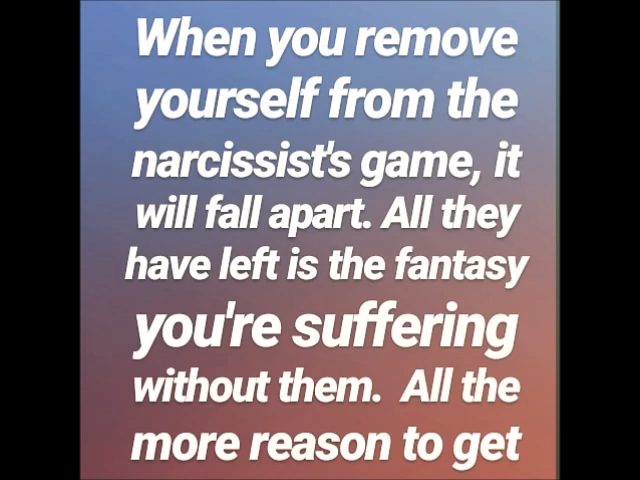 When you remove
yourself from the
narcissist's game, it
will fall apart. All they
have left is the fantasy
you're suffering
without them.  All the
more reason to get